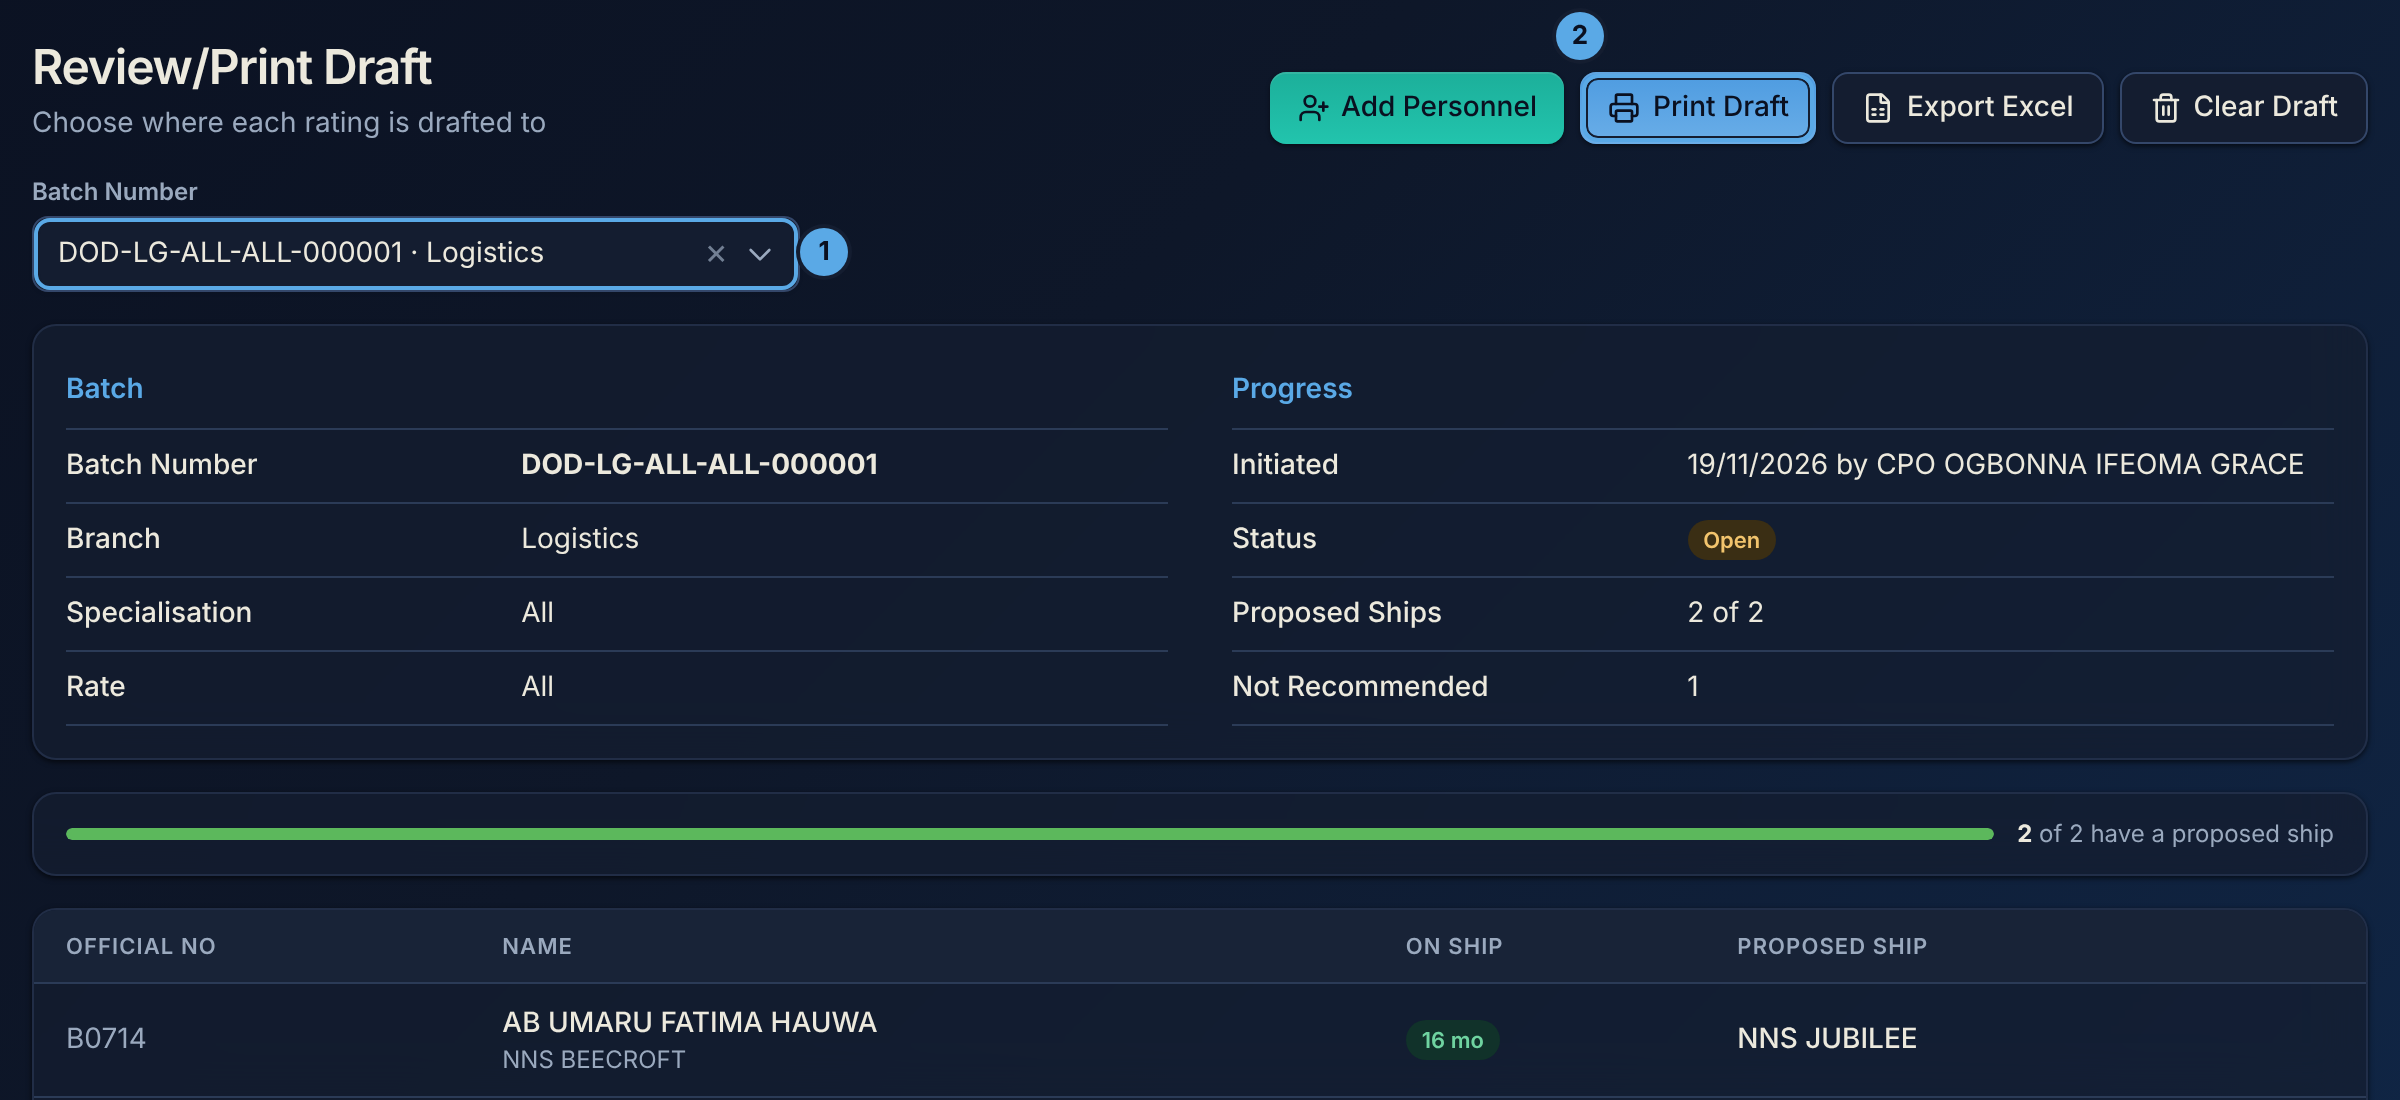 Review/Print Draft
Choose where each rating is drafted to
2
Add Personnel
Print Draft
Export Excel
Clear Draft
Batch Number
DOD-LG-ALL-ALL-000001 · Logistics
1
Batch
Batch Number DOD-LG-ALL-ALL-000001
Branch Logistics
Specialisation All
Rate All
Progress
Initiated 19/11/2026 by CPO OGBONNA IFEOMA GRACE
Status Open
Proposed Ships 2 of 2
Not Recommended 1
2 of 2 have a proposed ship
OFFICIAL NO NAME ON SHIP PROPOSED SHIP
B0714 AB UMARU FATIMA HAUWA 16 mo NNS JUBILEE
NNS BEECROFT